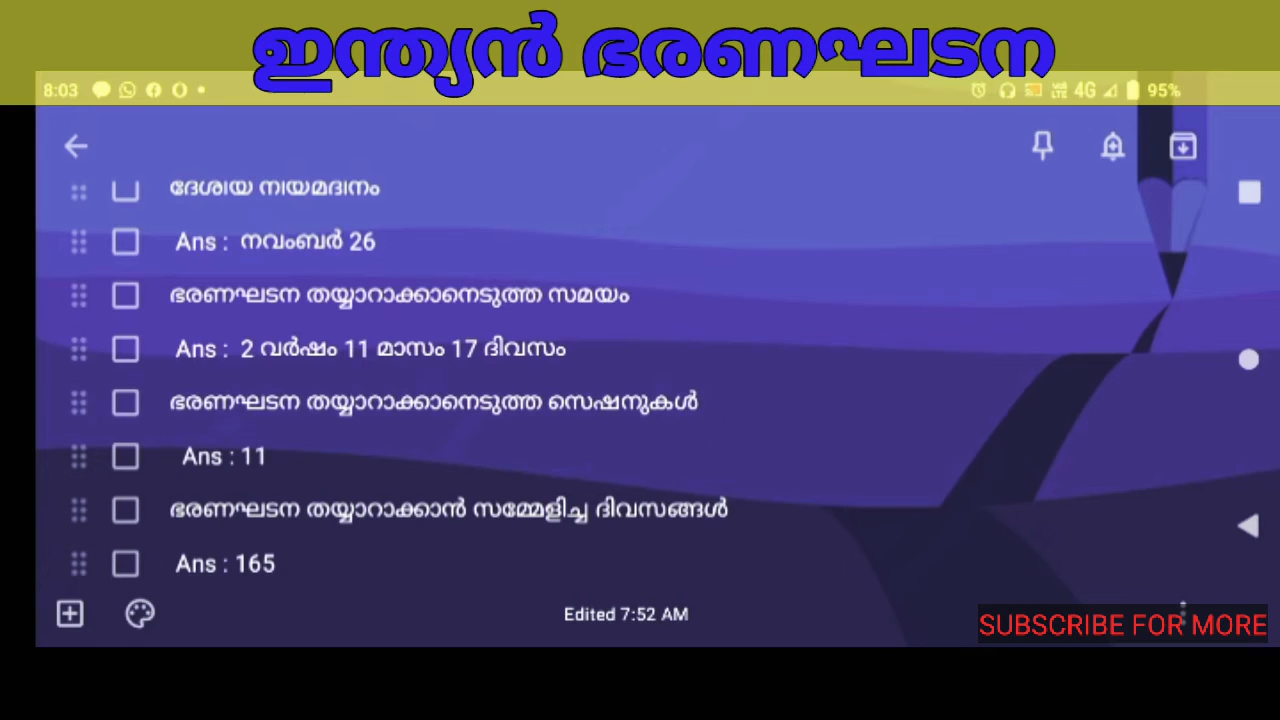 ഇന്ത്യൻ ഭരണഘടന
8:03
4G 95%
ദേശീയ നിയമദിനം
Ans : നവംബർ 26
ഭരണഘടന തയ്യാറാക്കാനെടുത്ത സമയം
Ans : 2 വർഷം 11 മാസം 17 ദിവസം
ഭരണഘടന തയ്യാറാക്കാനെടുത്ത സെഷനുകൾ
Ans : 11
ഭരണഘടന തയ്യാറാക്കാൻ സമ്മേളിച്ച ദിവസങ്ങൾ
Ans : 165
Edited 7:52 AM
SUBSCRIBE FOR MORE